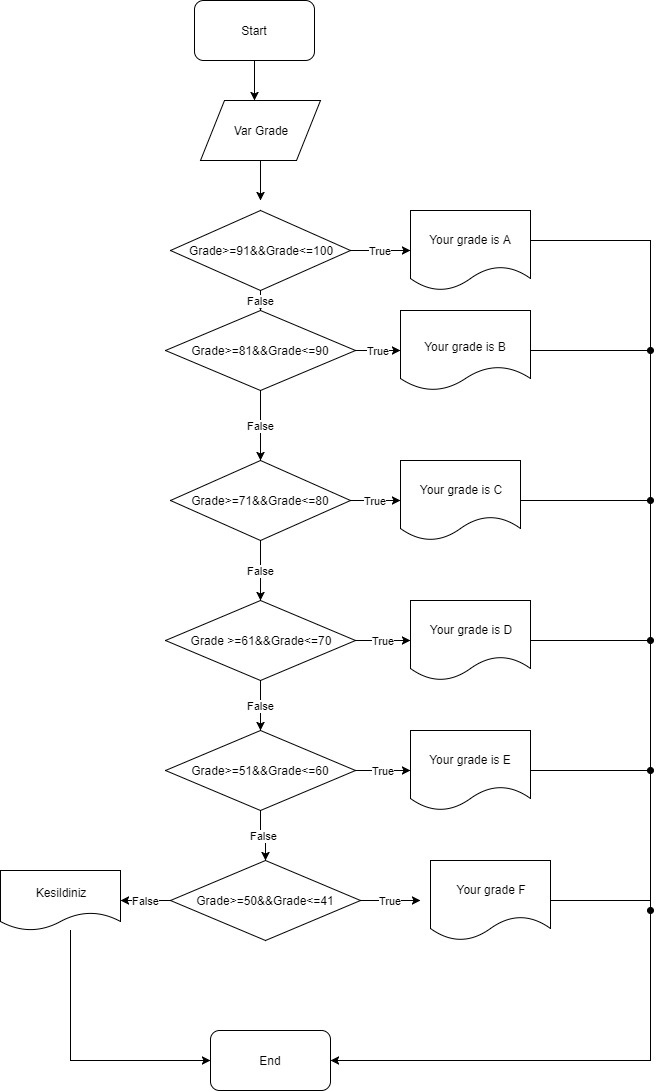 Start
Var Grade
Grade>=91&&Grade<=100
True
Your grade is A
False
Grade>=81&&Grade<=90
True
Your grade is B
False
Grade>=71&&Grade<=80
True
Your grade is C
False
Grade >=61&&Grade<=70
True
Your grade is D
False
Grade>=51&&Grade<=60
True
Your grade is E
False
Kesildiniz
False
Grade>=50&&Grade<=41
True
Your grade F
End